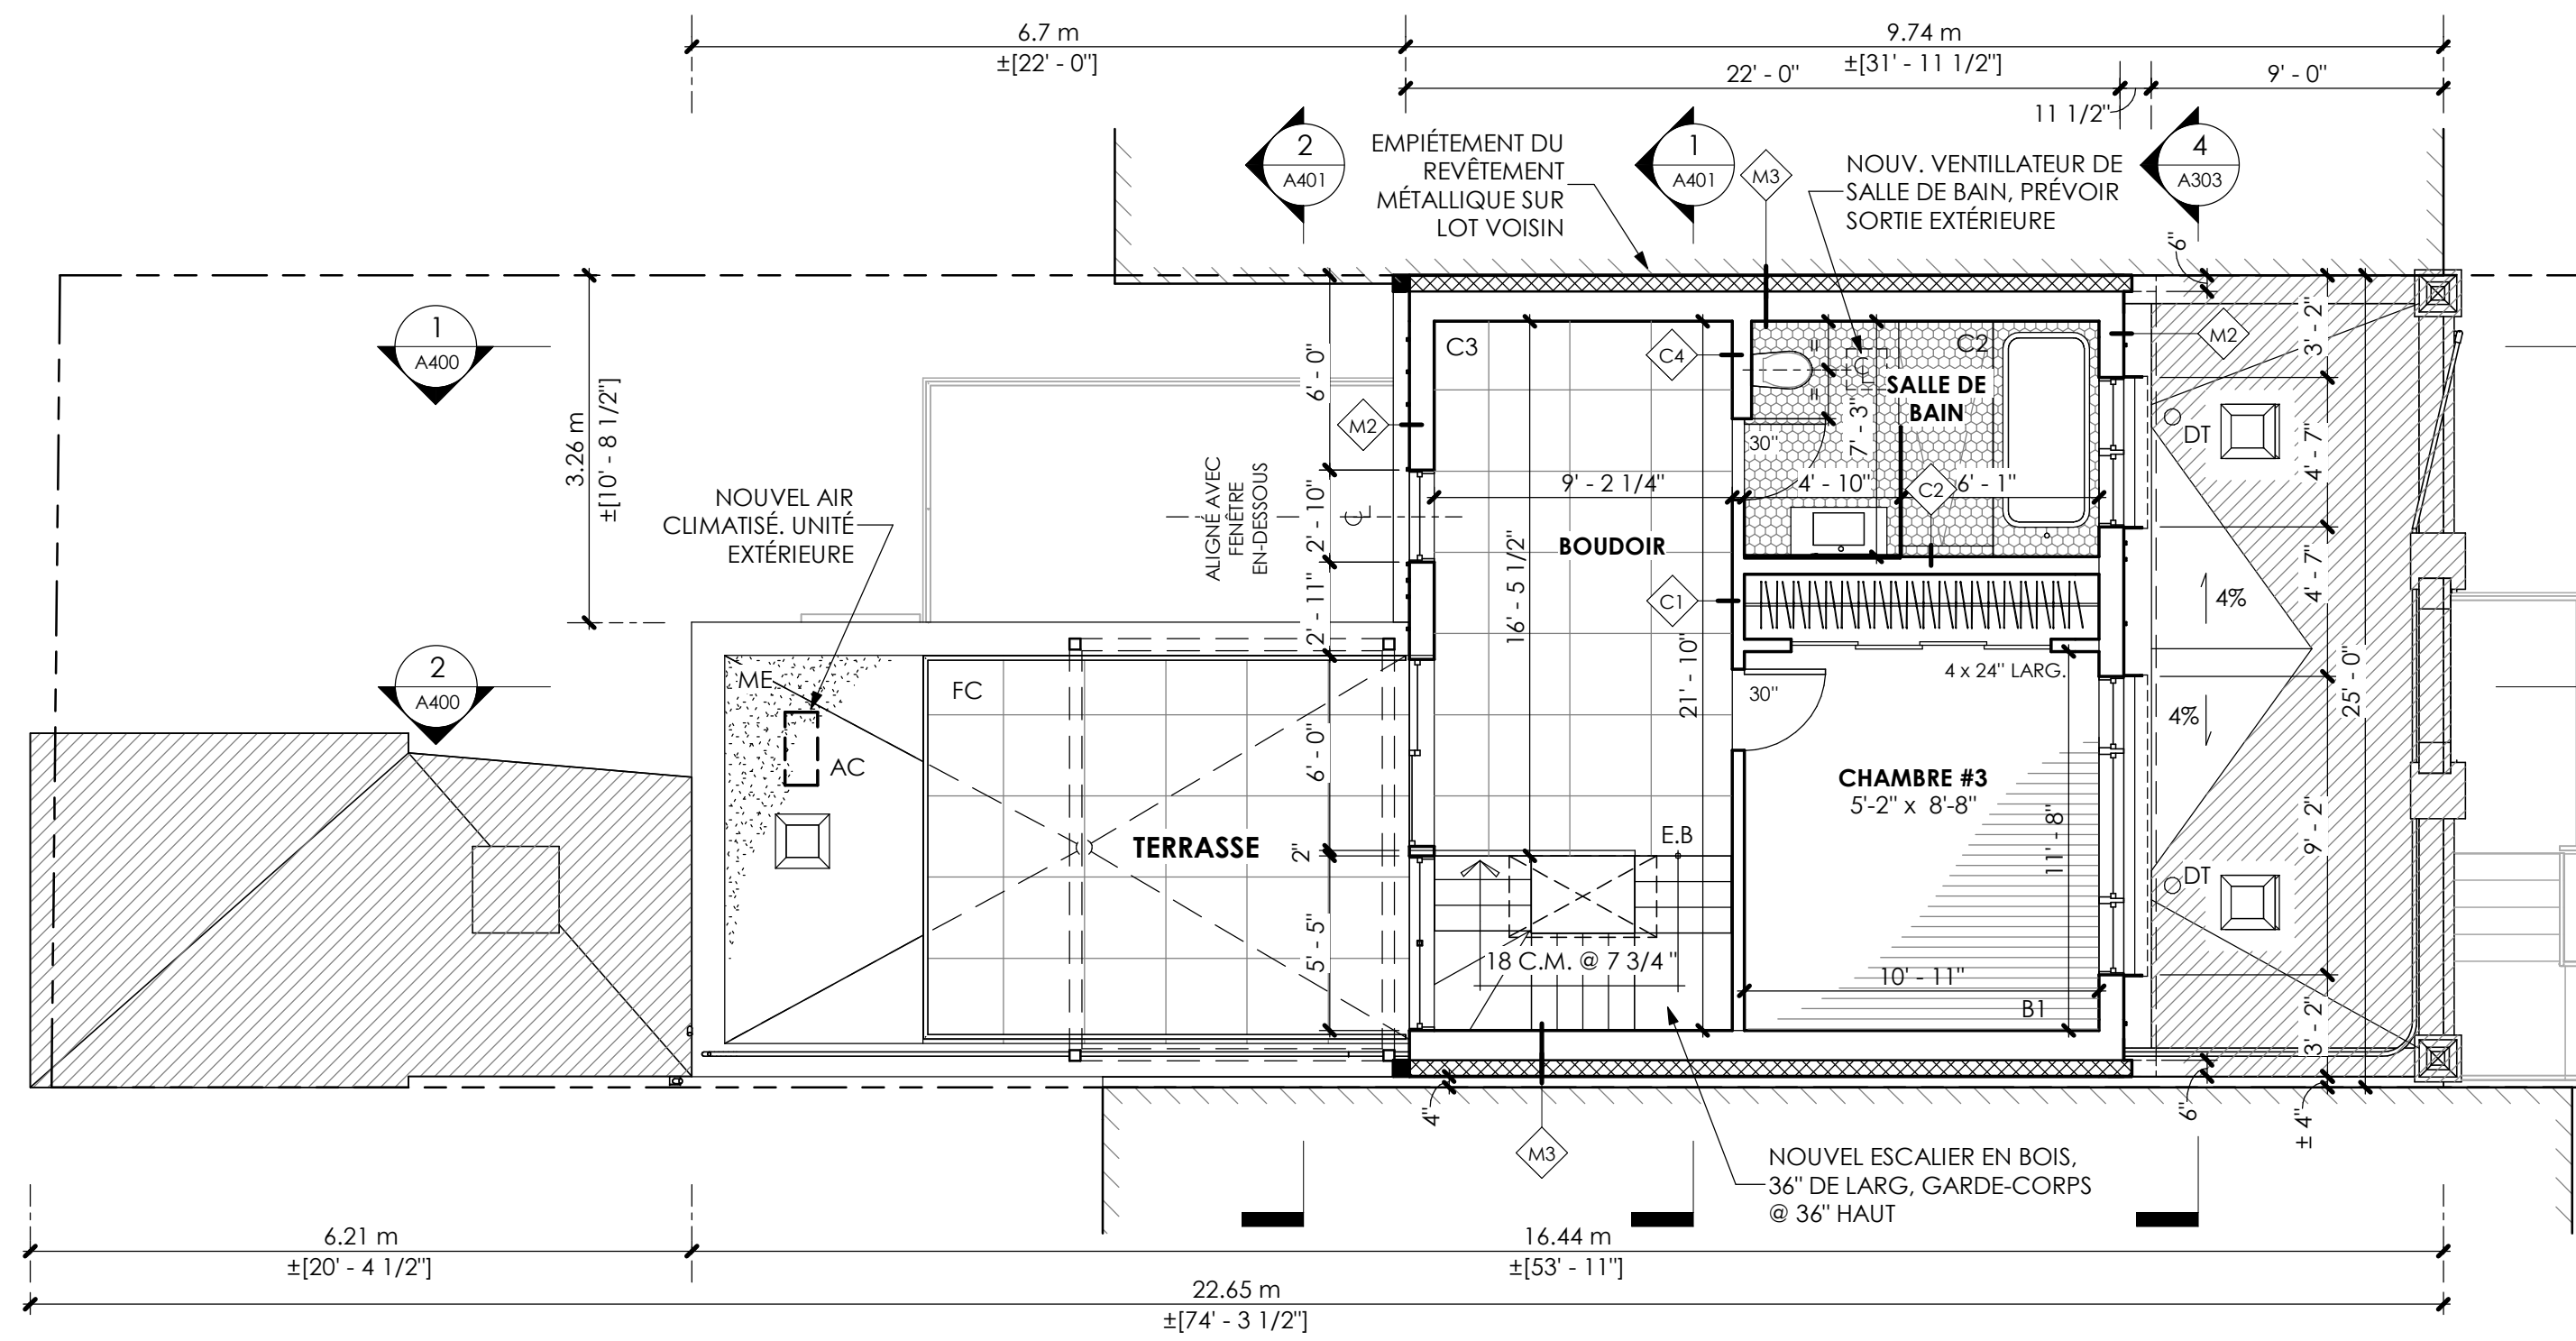 6.7 m
±[22' - 0"]
9.74 m
±[31' - 11 1/2"]
22' - 0"
9' - 0"
11 1/2"
2
A401
EMPIÉTEMENT DU
REVÊTEMENT
MÉTALLIQUE SUR
LOT VOISIN
1
A401
M3
NOUV. VENTILLATEUR DE
SALLE DE BAIN, PRÉVOIR
SORTIE EXTÉRIEURE
4
A303
6"
1
A400
3.26 m
±[10' - 8 1/2"]
6' - 0"
C3
C4
C2
M2
3' - 2"
M2
SALLE DE
BAIN
30"
7' - 3"
DT
4' - 7"
NOUVEL AIR
CLIMATISÉ. UNITÉ
EXTÉRIEURE
ALIGNÉ AVEC
FENÊTRE
EN-DESSOUS
2' - 10"
9' - 2 1/4"
4' - 10"
C2
6' - 1"
BOUDOIR
16' - 5 1/2"
2' - 11"
C1
4' - 7"
4%
21' - 10"
4 x 24" LARG.
30"
25' - 0"
4%
2
A400
ME
FC
AC
6' - 0"
CHAMBRE #3
5'-2" x 8'-8"
TERRASSE
2"
E.B
11' - 8"
9' - 2"
DT
5' - 5"
18 C.M. @ 7 3/4 "
10' - 11"
B1
3' - 2"
4"
6"
± 4"
M3
NOUVEL ESCALIER EN BOIS,
36" DE LARG, GARDE-CORPS
@ 36" HAUT
6.21 m
±[20' - 4 1/2"]
16.44 m
±[53' - 11"]
22.65 m
±[74' - 3 1/2"]